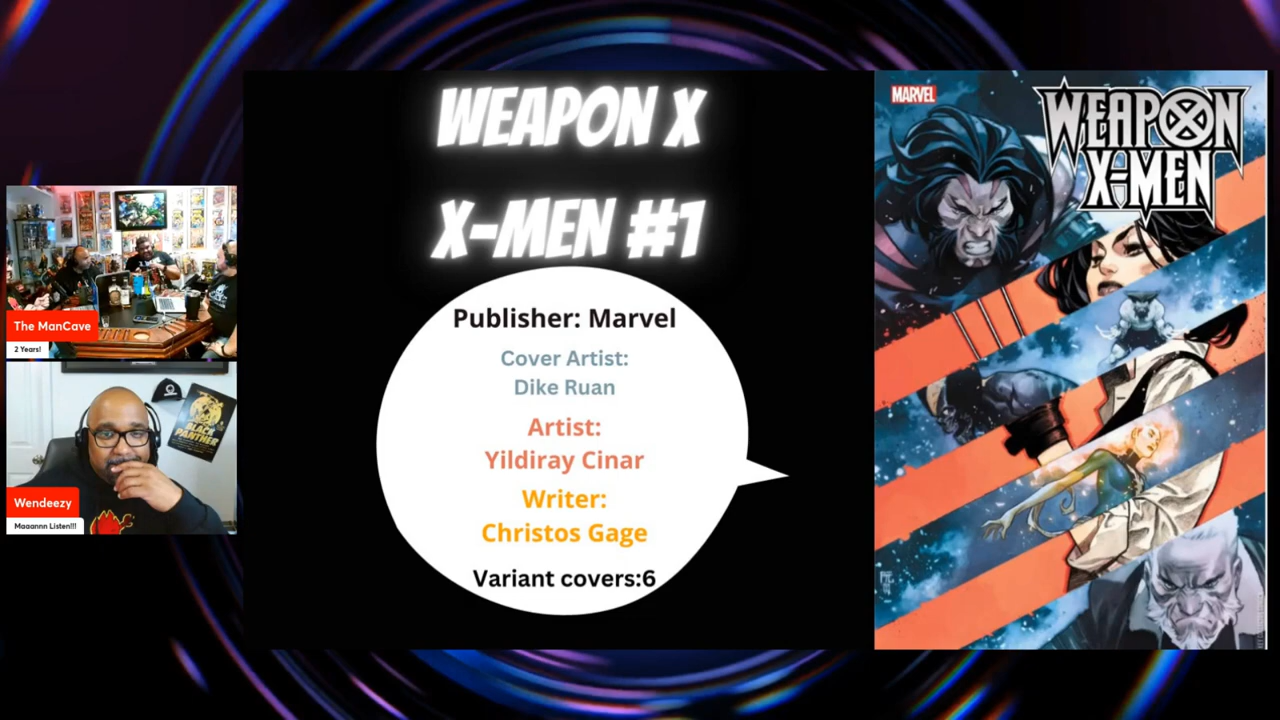 WEAPON X
X-MEN #1
Publisher: Marvel
Cover Artist:
Dike Ruan
Artist:
Yildiray Cinar
Writer:
Christos Gage
Variant covers:6
MARVEL
WEAPON
X-MEN
The ManCave
2 Years!
BLACK
PANTHER
Wendeezy
Maaannn Listen!!!